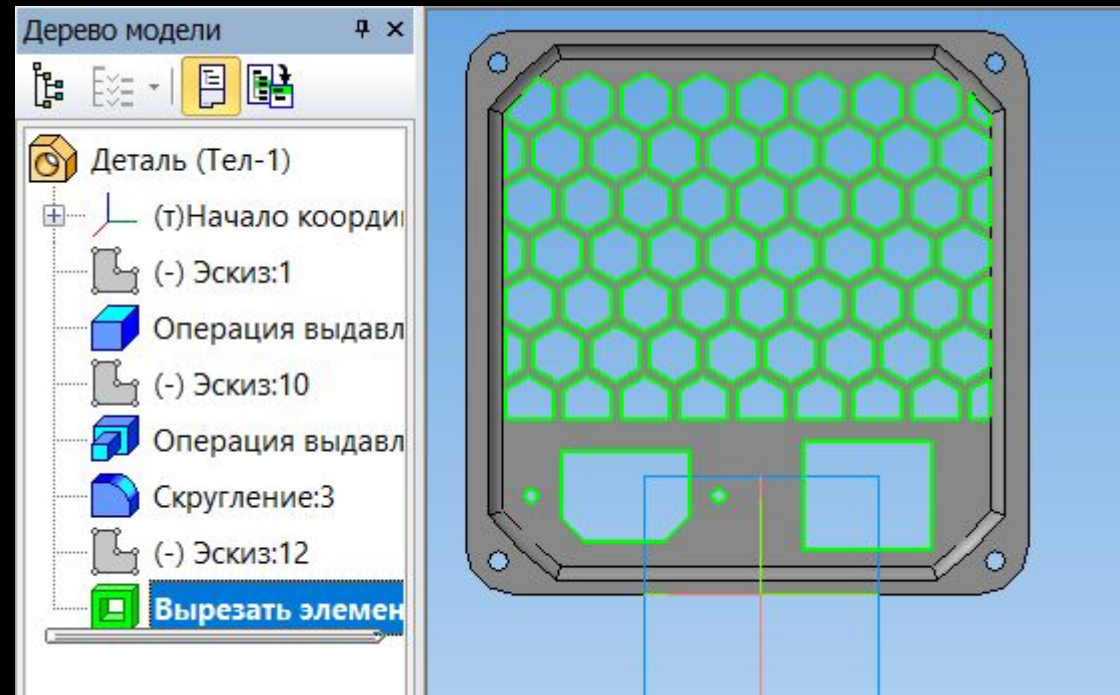 Дерево модели
Деталь (Тел-1)
(т)Начало коорди
(-) Эскиз:1
Операция выдавл
(-) Эскиз:10
Операция выдавл
Скругление:3
(-) Эскиз:12
Вырезать элемен